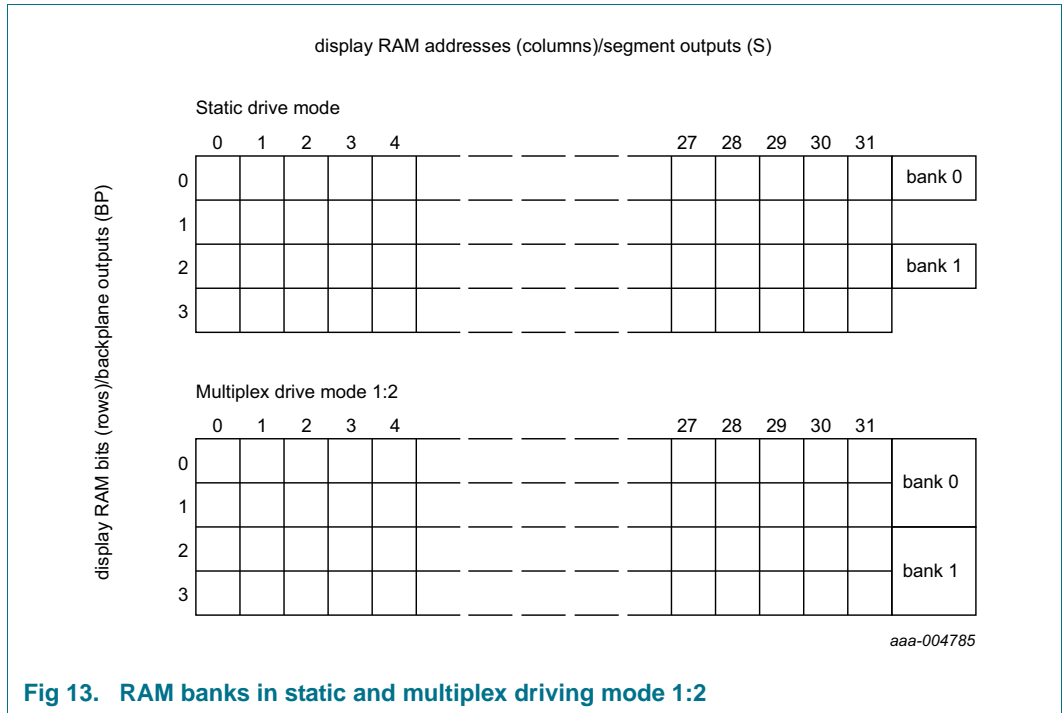 display RAM addresses (columns)/segment outputs (S)
display RAM bits (rows)/backplane outputs (BP)
Static drive mode
0 1 2 3 4 27 28 29 30 31
0 bank 0
1
2 bank 1
3
Multiplex drive mode 1:2
0 1 2 3 4 27 28 29 30 31
0
bank 0
1
2
bank 1
3
aaa-004785
Fig 13. RAM banks in static and multiplex driving mode 1:2